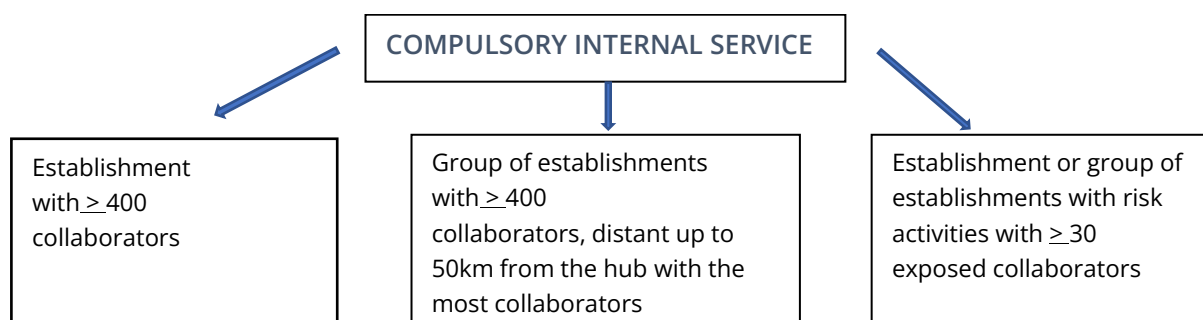 COMPULSORY INTERNAL SERVICE
Establishment
with > 400
collaborators
Group of establishments
with > 400
collaborators, distant up to
50km from the hub with the
most collaborators
Establishment or group of
establishments with risk
activities with > 30
exposed collaborators